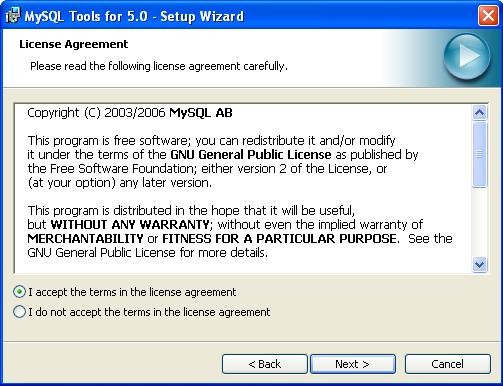 MySQL Tools for 5.0 - Setup Wizard
License Agreement
Please read the following license agreement carefully.
Copyright (C) 2003/2006 MySQL AB
This program is free software; you can redistribute it and/or modify
it under the terms of the GNU General Public License as published by
the Free Software Foundation; either version 2 of the License, or
(at your option) any later version.
This program is distributed in the hope that it will be useful,
but WITHOUT ANY WARRANTY; without even the implied warranty of
MERCHANTABILITY or FITNESS FOR A PARTICULAR PURPOSE. See the
GNU General Public License for more details.
I accept the terms in the license agreement
I do not accept the terms in the license agreement
< Back Next > Cancel